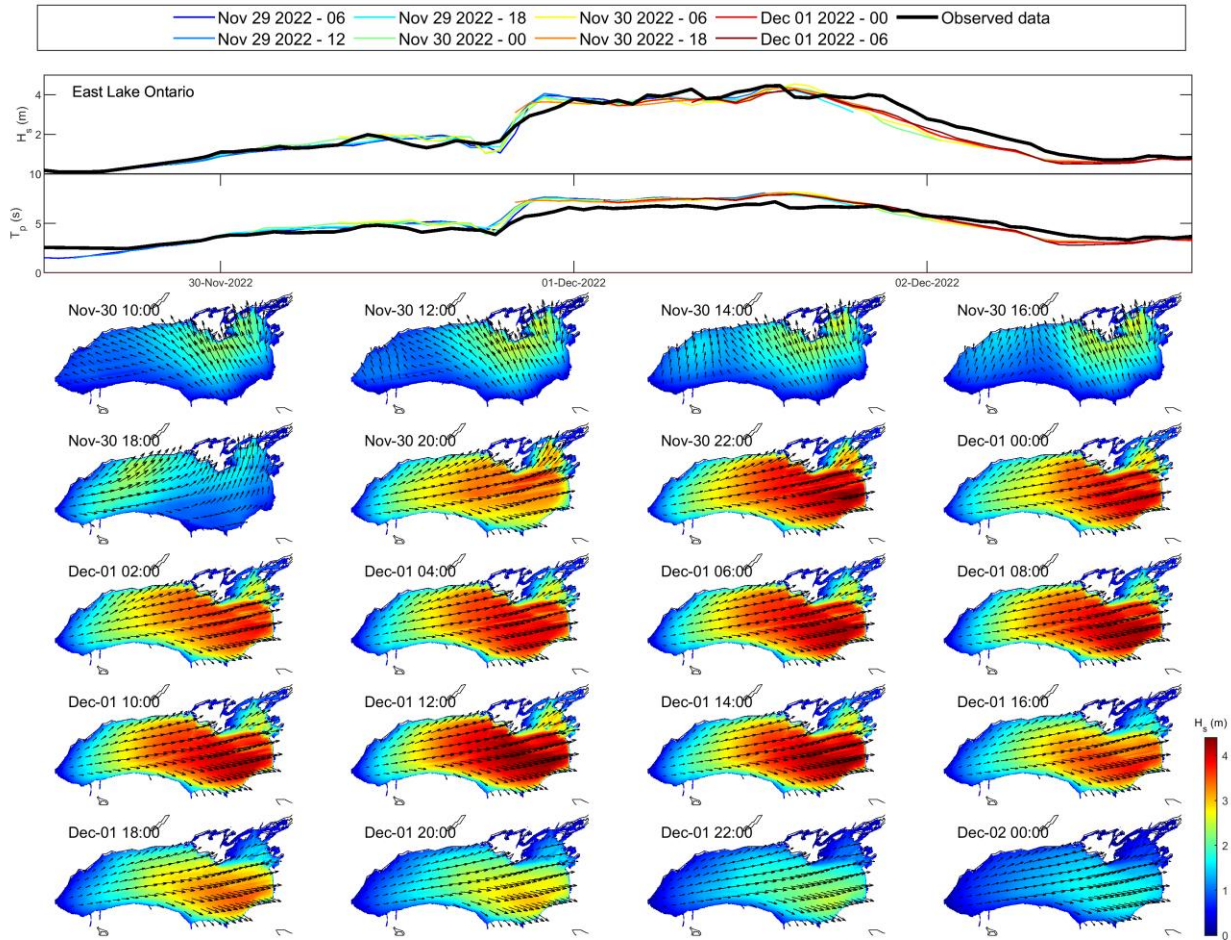 Nov 29 2022 - 06 Nov 29 2022 - 18 Nov 30 2022 - 06 Dec 01 2022 - 00 Observed data
Nov 29 2022 - 12 Nov 30 2022 - 00 Nov 30 2022 - 18 Dec 01 2022 - 06
East Lake Ontario
H_s (m)
4
2
10
T_p (s)
5
0
30-Nov-2022 01-Dec-2022 02-Dec-2022
Nov-30 10:00 Nov-30 12:00 Nov-30 14:00 Nov-30 16:00
Nov-30 18:00 Nov-30 20:00 Nov-30 22:00 Dec-01 00:00
Dec-01 02:00 Dec-01 04:00 Dec-01 06:00 Dec-01 08:00
Dec-01 10:00 Dec-01 12:00 Dec-01 14:00 Dec-01 16:00
H_s (m)
4
3
2
1
0
Dec-01 18:00 Dec-01 20:00 Dec-01 22:00 Dec-02 00:00